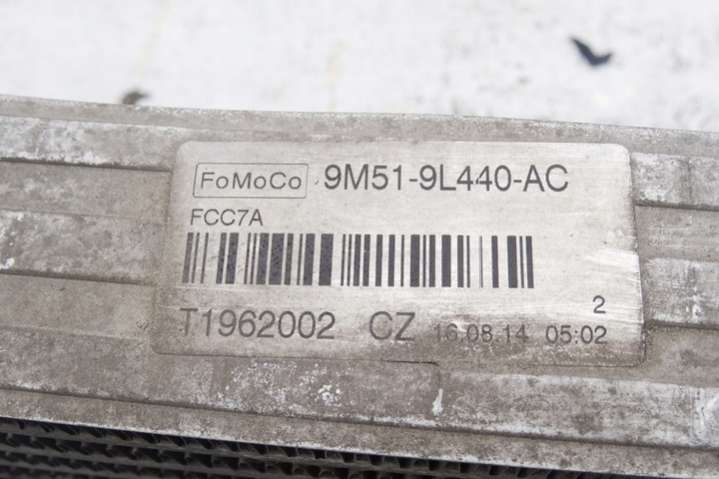 FoMoCo 9M51-9L440-AC
FCC7A
2
T1962002 CZ 16.08.14 05:02